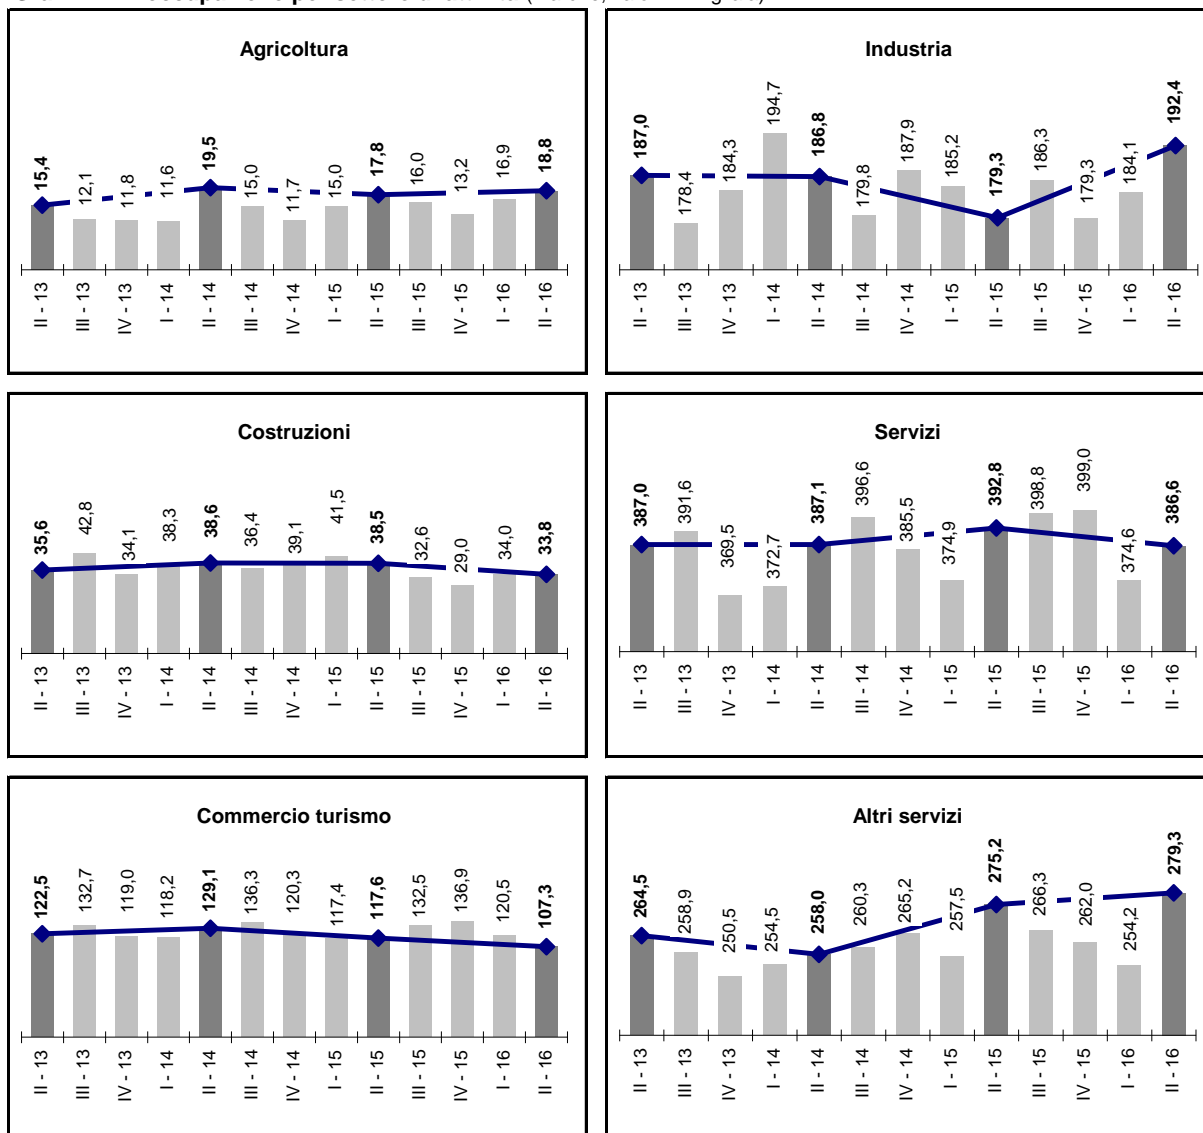 Agricoltura
15,4 12,1 11,8 11,6 19,5 15,0 11,7 15,0 17,8 16,0 13,2 16,9 18,8
II - 13 III - 13 IV - 13 I - 14 II - 14 III - 14 IV - 14 I - 15 II - 15 III - 15 IV - 15 I - 16 II - 16
Industria
187,0 178,4 184,3 194,7 186,8 179,8 187,9 185,2 179,3 186,3 179,3 184,1 192,4
II - 13 III - 13 IV - 13 I - 14 II - 14 III - 14 IV - 14 I - 15 II - 15 III - 15 IV - 15 I - 16 II - 16
Costruzioni
35,6 42,8 34,1 38,3 38,6 36,4 39,1 41,5 38,5 32,6 29,0 34,0 33,8
II - 13 III - 13 IV - 13 I - 14 II - 14 III - 14 IV - 14 I - 15 II - 15 III - 15 IV - 15 I - 16 II - 16
Servizi
387,0 391,6 369,5 372,7 387,1 396,6 385,5 374,9 392,8 398,8 399,0 374,6 386,6
II - 13 III - 13 IV - 13 I - 14 II - 14 III - 14 IV - 14 I - 15 II - 15 III - 15 IV - 15 I - 16 II - 16
Commercio turismo
122,5 132,7 119,0 118,2 129,1 136,3 120,3 117,4 117,6 132,5 136,9 120,5 107,3
II - 13 III - 13 IV - 13 I - 14 II - 14 III - 14 IV - 14 I - 15 II - 15 III - 15 IV - 15 I - 16 II - 16
Altri servizi
264,5 258,9 250,5 254,5 258,0 260,3 265,2 257,5 275,2 266,3 262,0 254,2 279,3
II - 13 III - 13 IV - 13 I - 14 II - 14 III - 14 IV - 14 I - 15 II - 15 III - 15 IV - 15 I - 16 II - 16